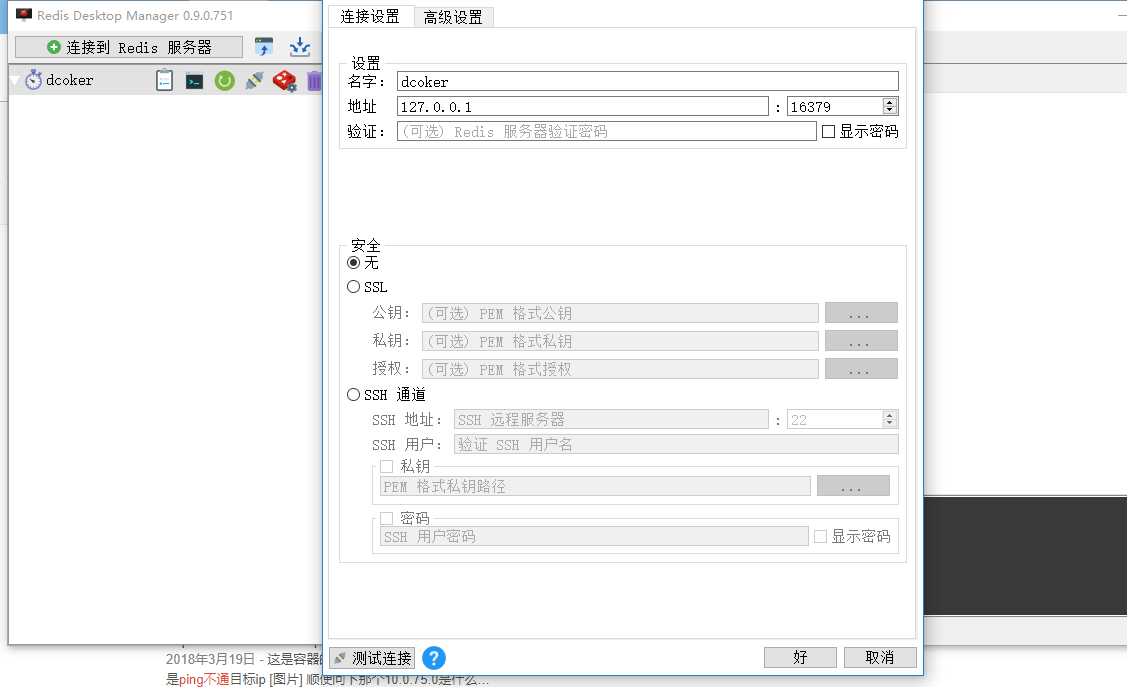 Redis Desktop Manager 0.9.0.751
连接到 Redis 服务器
dcoker
连接设置 高级设置
设置
名字： dcoker
地址 127.0.0.1 : 16379
验证： (可选) Redis 服务器验证密码 显示密码
安全
无
SSL
公钥： (可选) PEM 格式公钥 ...
私钥： (可选) PEM 格式私钥 ...
授权： (可选) PEM 格式授权 ...
SSH 通道
SSH 地址： SSH 远程服务器 : 22
SSH 用户： 验证 SSH 用户名
私钥
PEM 格式私钥路径 ...
密码
SSH 用户密码 显示密码
测试连接 ? 好 取消
2018年3月19日 - 这是容器
是ping不通目标ip [图片] 顺便问下那个10.0.75.0是什么...